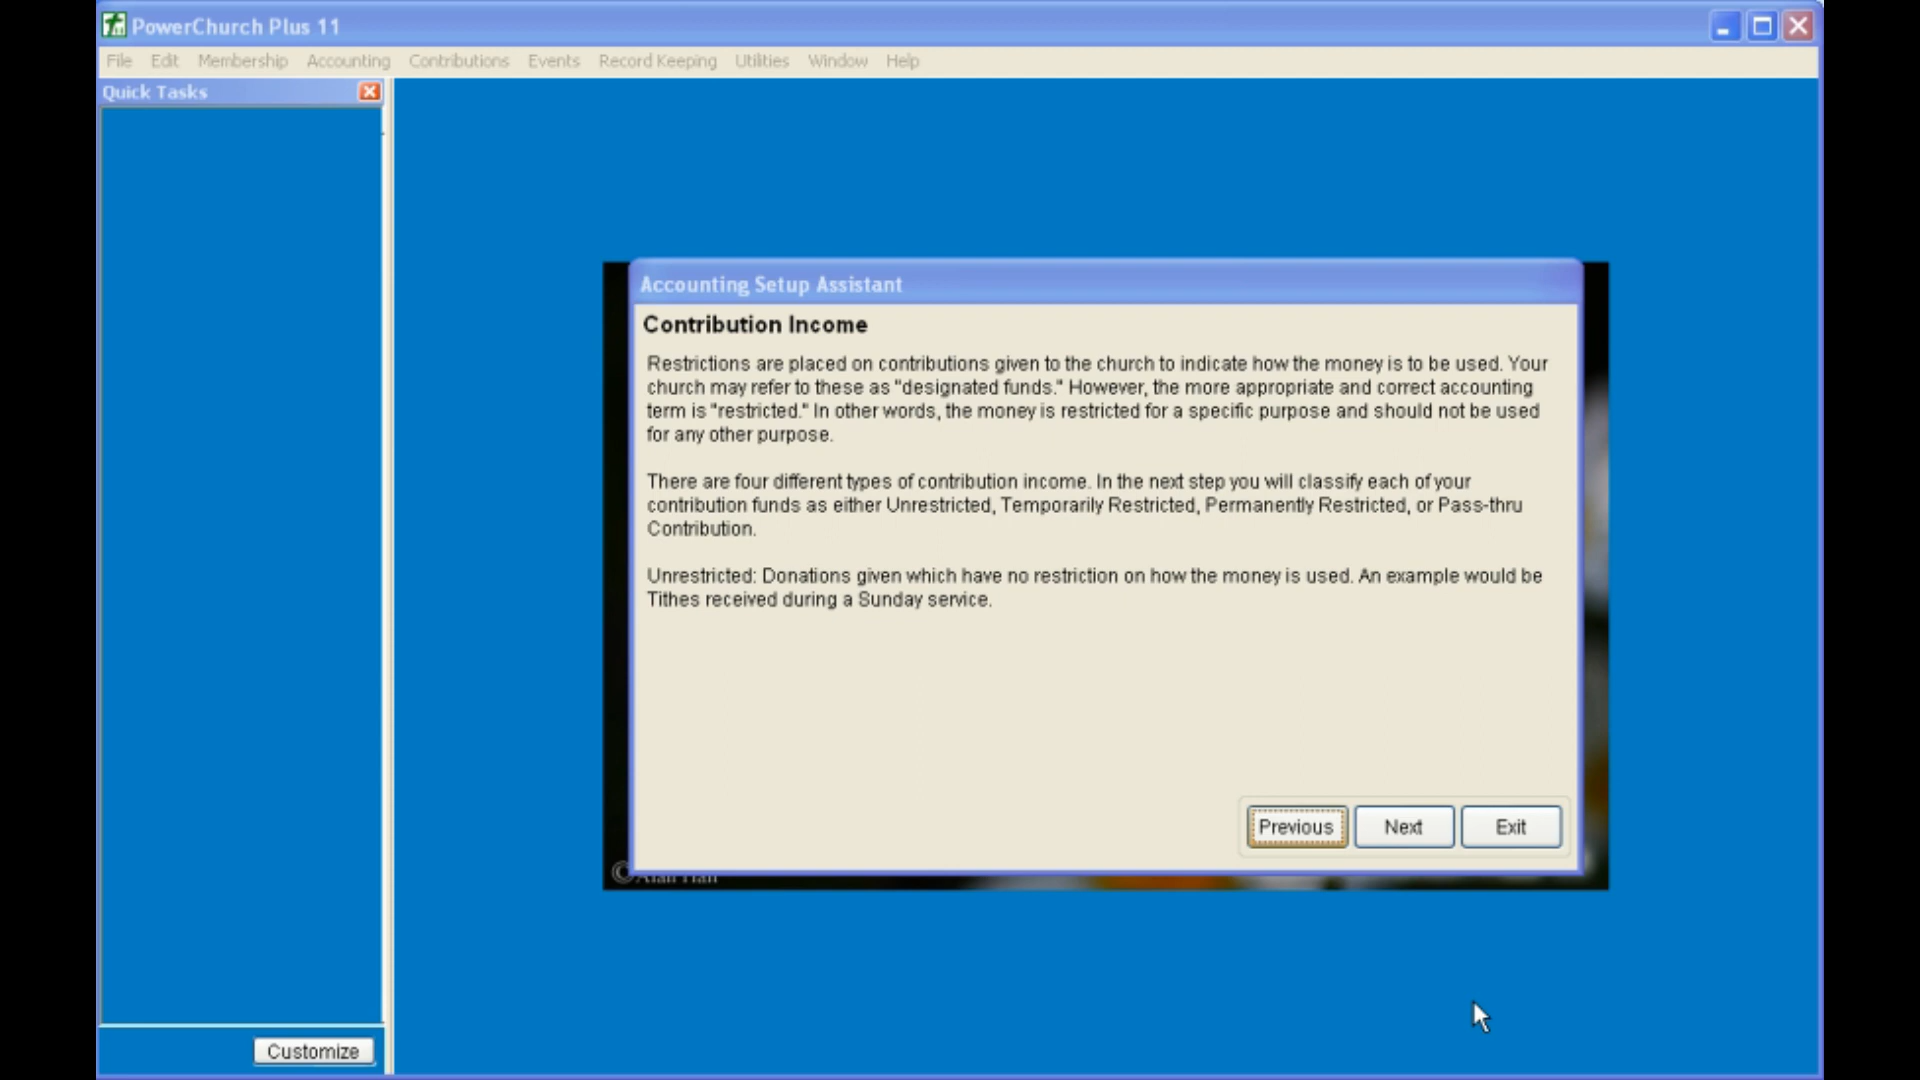 PowerChurch Plus 11
File Edit Membership Accounting Contributions Events Record Keeping Utilities Window Help
Quick Tasks
Accounting Setup Assistant
Contribution Income
Restrictions are placed on contributions given to the church to indicate how the money is to be used. Your
church may refer to these as "designated funds." However, the more appropriate and correct accounting
term is "restricted." In other words, the money is restricted for a specific purpose and should not be used
for any other purpose.
There are four different types of contribution income. In the next step you will classify each of your
contribution funds as either Unrestricted, Temporarily Restricted, Permanently Restricted, or Pass-thru
Contribution.
Unrestricted: Donations given which have no restriction on how the money is used. An example would be
Tithes received during a Sunday service.
Previous Next Exit
©
Customize